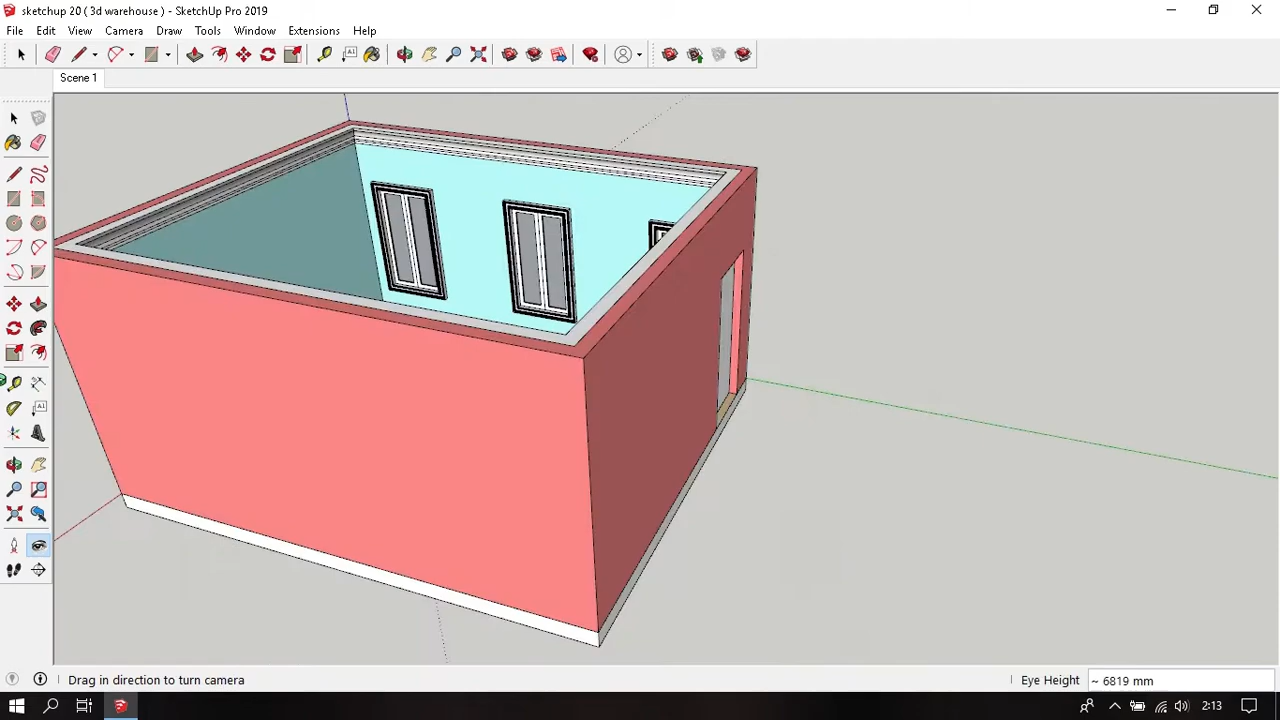 sketchup 20 ( 3d warehouse ) - SketchUp Pro 2019
File Edit View Camera Draw Tools Window Extensions Help
Scene 1
Drag in direction to turn camera
Eye Height ~ 6819 mm
2:13